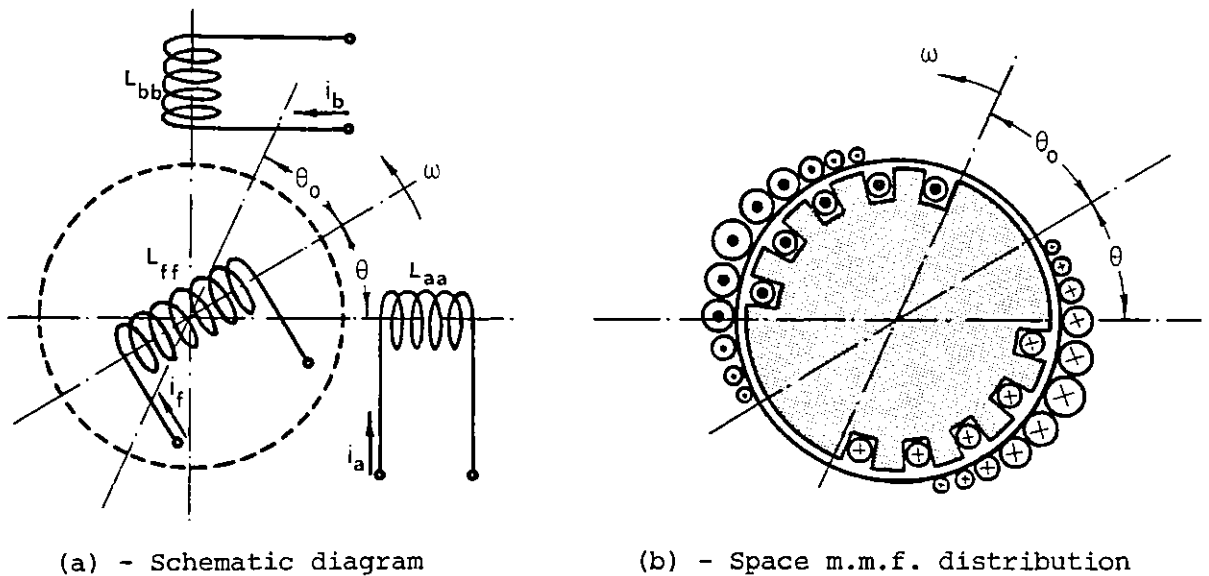 L_bb
i_b
θ_o
ω
L_ff
θ
L_aa
i_f
i_a
ω
θ_o
θ
(a) - Schematic diagram
(b) - Space m.m.f. distribution